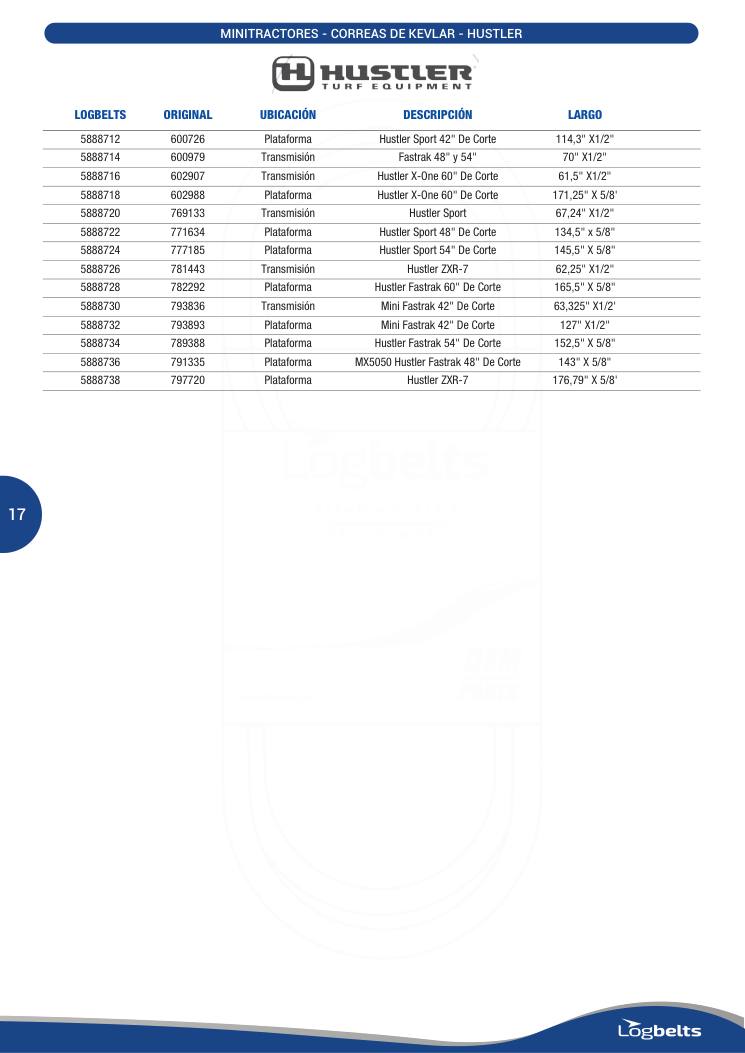 MINITRACTORES - CORREAS DE KEVLAR - HUSTLER
HUSTLER
TURF EQUIPMENT
LOGBELTS ORIGINAL UBICACIÓN DESCRIPCIÓN LARGO
5888712 600726 Plataforma Hustler Sport 42" De Corte 114,3" X1/2"
5888714 600979 Transmisión Fastrak 48" y 54" 70" X1/2"
5888716 602907 Transmisión Hustler X-One 60" De Corte 61,5" X1/2"
5888718 602988 Plataforma Hustler X-One 60" De Corte 171,25" X 5/8'
5888720 769133 Transmisión Hustler Sport 67,24" X1/2"
5888722 771634 Plataforma Hustler Sport 48" De Corte 134,5" x 5/8"
5888724 777185 Plataforma Hustler Sport 54" De Corte 145,5" X 5/8"
5888726 781443 Transmisión Hustler ZXR-7 62,25" X1/2"
5888728 782292 Plataforma Hustler Fastrak 60" De Corte 165,5" X 5/8"
5888730 793836 Transmisión Mini Fastrak 42" De Corte 63,325" X1/2'
5888732 793893 Plataforma Mini Fastrak 42" De Corte 127" X1/2"
5888734 789388 Plataforma Hustler Fastrak 54" De Corte 152,5" X 5/8"
5888736 791335 Plataforma MX5050 Hustler Fastrak 48" De Corte 143" X 5/8"
5888738 797720 Plataforma Hustler ZXR-7 176,79" X 5/8'
Logbelts
17
OEM
PARTS
Logbelts